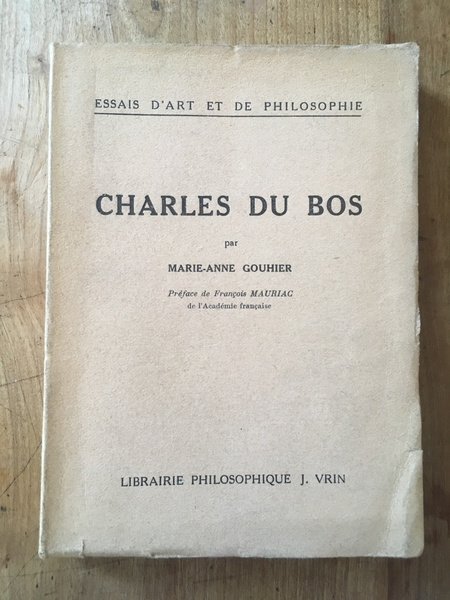 ESSAIS D'ART ET DE PHILOSOPHIE
CHARLES DU BOS
par
MARIE-ANNE GOUHIER
Préface de François MAURIAC
de l'Académie française
LIBRAIRIE PHILOSOPHIQUE J. VRIN